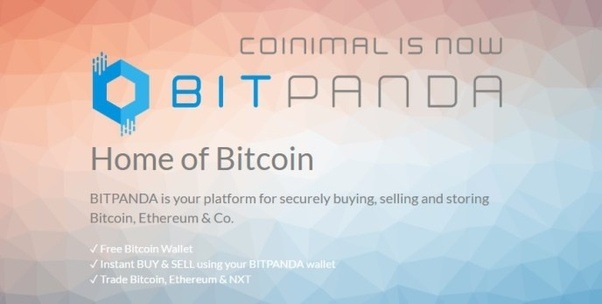 COINIMAL IS NOW
BITPANDA
Home of Bitcoin
BITPANDA is your platform for securely buying, selling and storing
Bitcoin, Ethereum & Co.
✓ Free Bitcoin Wallet
✓ Instant BUY & SELL using your BITPANDA wallet
✓ Trade Bitcoin, Ethereum & NXT